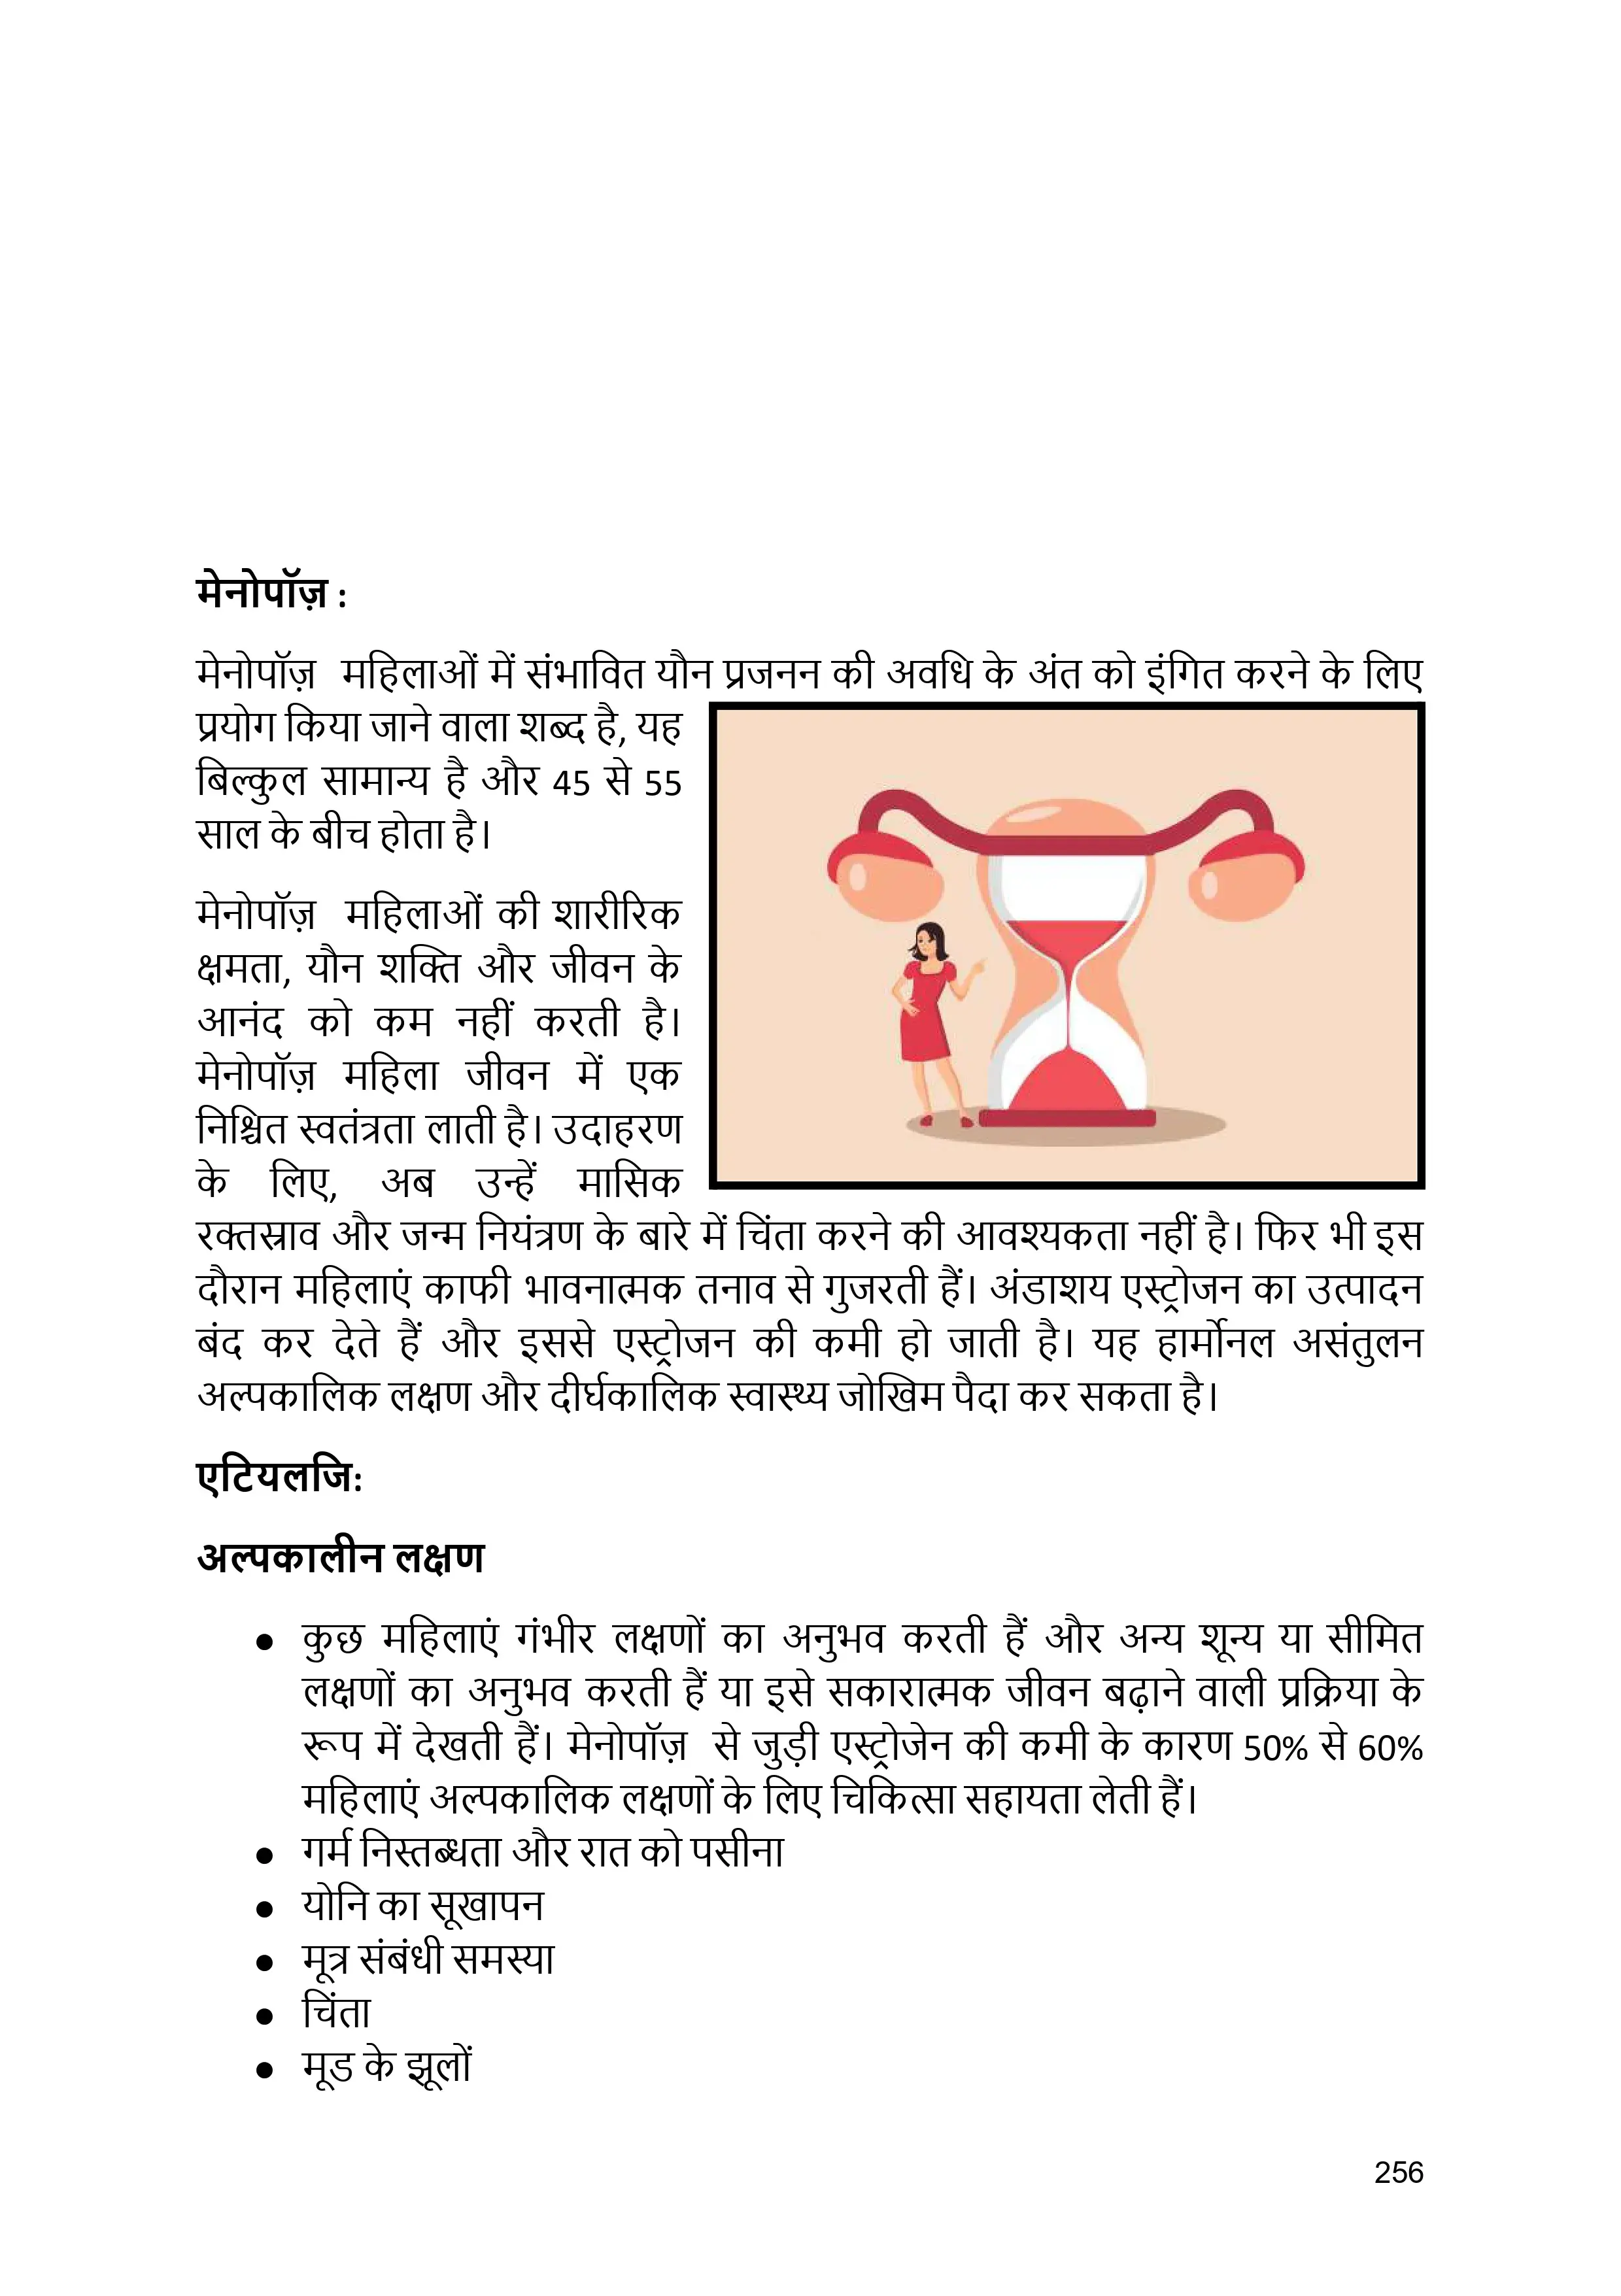 मेनोपॉज़ :
मेनोपॉज़ महिलाओं में संभावित यौन प्रजनन की अवधि के अंत को इंगित करने के लिए
प्रयोग किया जाने वाला शब्द है, यह
बिल्कुल सामान्य है और 45 से 55
साल के बीच होता है।
मेनोपॉज़ महिलाओं की शारीरिक
क्षमता, यौन शक्ति और जीवन के
आनंद को कम नहीं करती है।
मेनोपॉज़ महिला जीवन में एक
निश्चित स्वतंत्रता लाती है। उदाहरण
के लिए, अब उन्हें मासिक
रक्तस्राव और जन्म नियंत्रण के बारे में चिंता करने की आवश्यकता नहीं है। फिर भी इस
दौरान महिलाएं काफी भावनात्मक तनाव से गुजरती हैं। अंडाशय एस्ट्रोजन का उत्पादन
बंद कर देते हैं और इससे एस्ट्रोजन की कमी हो जाती है। यह हार्मोनल असंतुलन
अल्पकालिक लक्षण और दीर्घकालिक स्वास्थ्य जोखिम पैदा कर सकता है।
एटियलजि:
अल्पकालीन लक्षण
● कुछ महिलाएं गंभीर लक्षणों का अनुभव करती हैं और अन्य शून्य या सीमित
लक्षणों का अनुभव करती हैं या इसे सकारात्मक जीवन बढ़ाने वाली प्रक्रिया के
रूप में देखती हैं। मेनोपॉज़ से जुड़ी एस्ट्रोजेन की कमी के कारण 50% से 60%
महिलाएं अल्पकालिक लक्षणों के लिए चिकित्सा सहायता लेती हैं।
● गर्म निस्तब्धता और रात को पसीना
● योनि का सूखापन
● मूत्र संबंधी समस्या
● चिंता
● मूड के झूलों
256